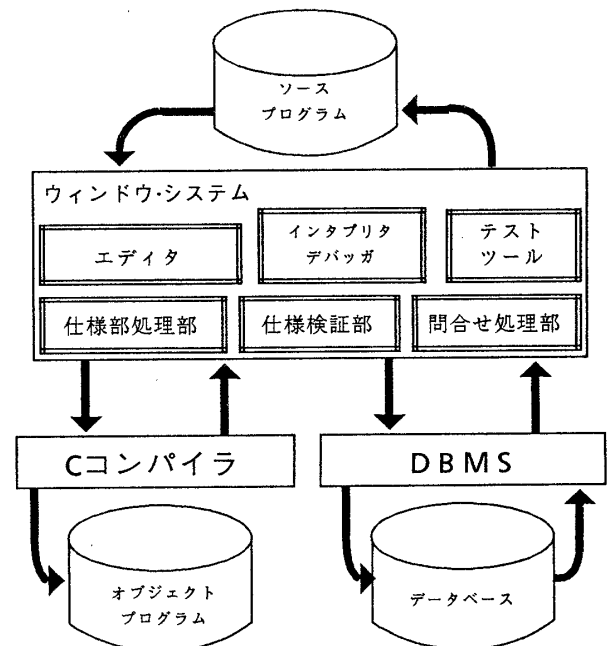 ソース
プログラム
ウィンドウ・システム
エディタ
インタプリタ
デバッガ
テスト
ツール
仕様部処理部
仕様検証部
問合せ処理部
Cコンパイラ
DBMS
オブジェクト
プログラム
データベース